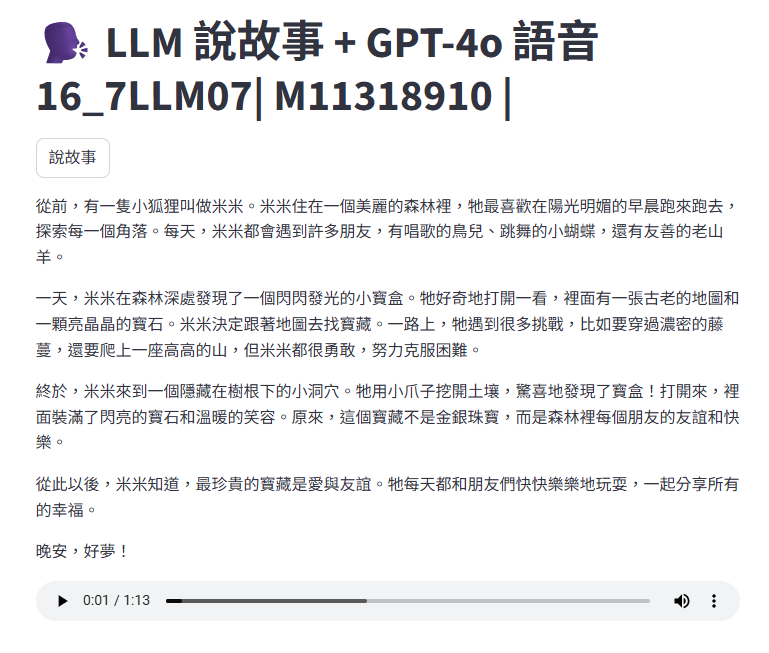 LLM 說故事 + GPT-4o 語音
16_7LLM07| M11318910 |
說故事
從前，有一隻小狐狸叫做米米。米米住在一個美麗的森林裡，牠最喜歡在陽光明媚的早晨跑來跑去，
探索每一個角落。每天，米米都會遇到許多朋友，有唱歌的鳥兒、跳舞的小蝴蝶，還有友善的老山
羊。
一天，米米在森林深處發現了一個閃閃發光的小寶盒。牠好奇地打開一看，裡面有一張古老的地圖和
一顆亮晶晶的寶石。米米決定跟著地圖去找寶藏。一路上，牠遇到很多挑戰，比如要穿過濃密的藤
蔓，還要爬上一座高高的山，但米米都很勇敢，努力克服困難。
終於，米米來到一個隱藏在樹根下的小洞穴。牠用小爪子挖開土壤，驚喜地發現了寶盒！打開來，裡
面裝滿了閃亮的寶石和溫暖的笑容。原來，這個寶藏不是金銀珠寶，而是森林裡每個朋友的友誼和快
樂。
從此以後，米米知道，最珍貴的寶藏是愛與友誼。牠每天都和朋友們快快樂樂地玩耍，一起分享所有
的幸福。
晚安，好夢！
0:01 / 1:13